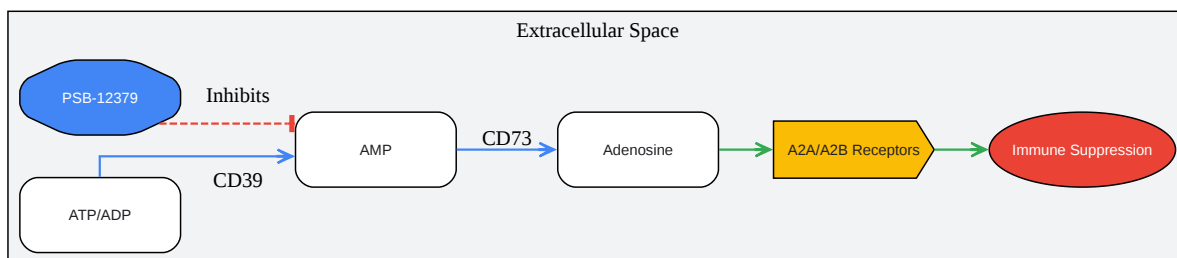 Extracellular Space
PSB-12379
Inhibits
AMP
CD73
Adenosine
A2A/A2B Receptors
Immune Suppression
CD39
ATP/ADP